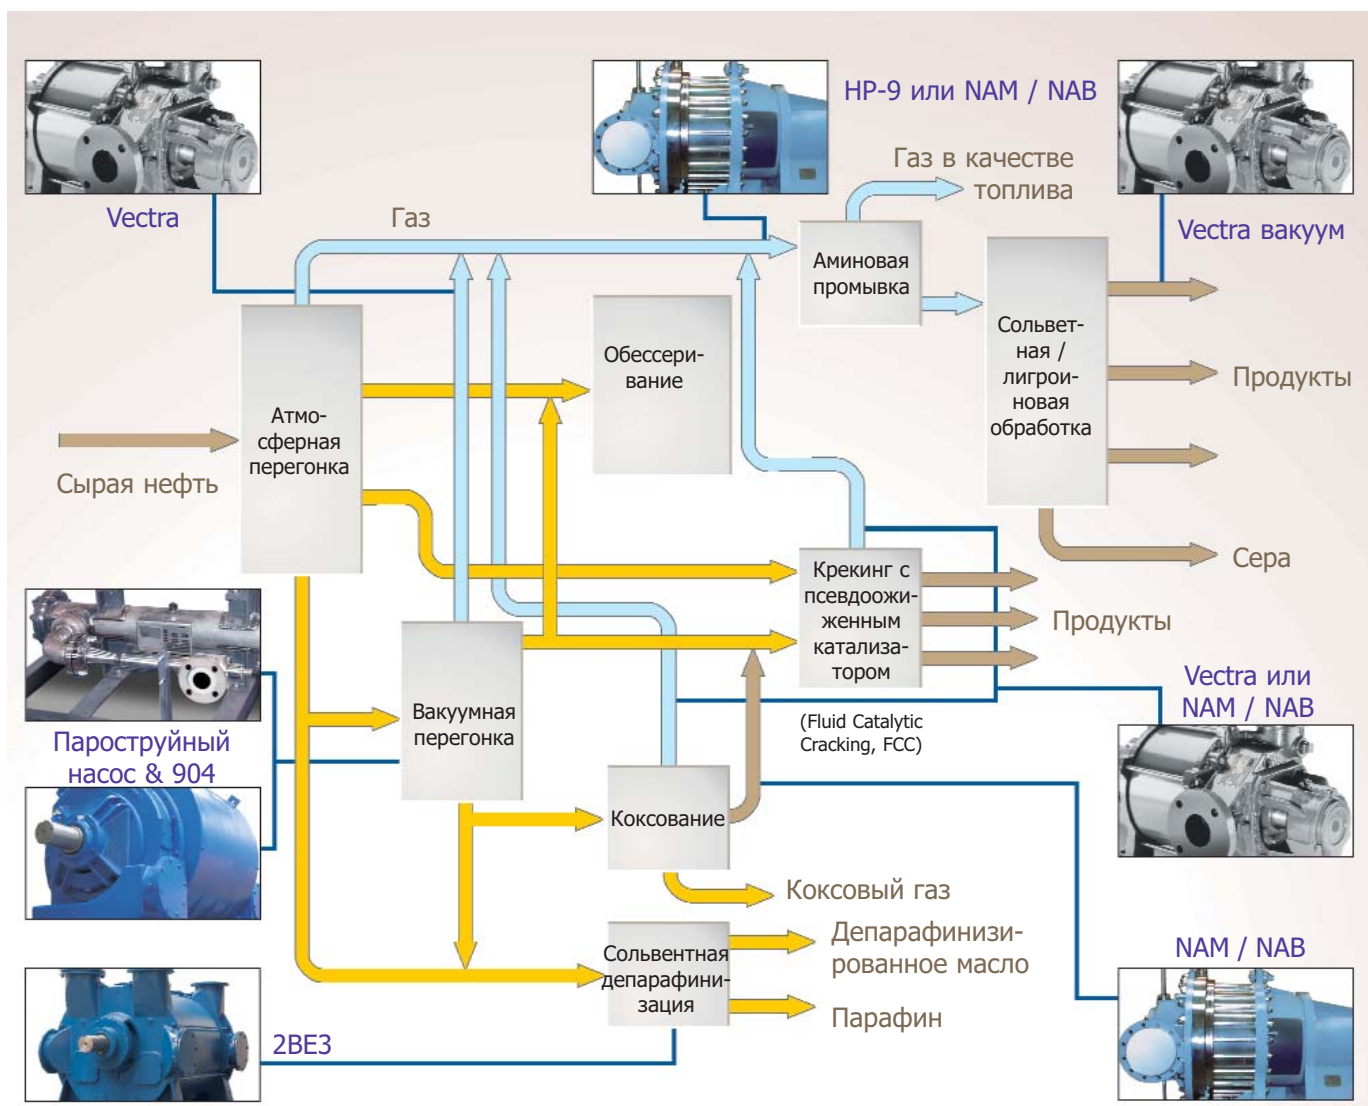 HP-9 или NAM / NAB
Газ в качестве
топлива
Vectra
Газ
Vectra вакуум
Аминовая
промывка
Сольвет-
ная /
лигрои-
новая
обработка
Обессери-
вание
Продукты
Атмо-
сферная
перегонка
Сырая нефть
Сера
Крекинг с
псевдоожи-
женным
катализа-
тором
Продукты
(Fluid Catalytic
Cracking, FCC)
Vectra или
NAM / NAB
Вакуумная
перегонка
Пароструйный
насос & 904
Коксование
Коксовый газ
Депарафинизи-
рованное масло
Сольвентная
депарафини-
зация
Парафин
NAM / NAB
2BE3